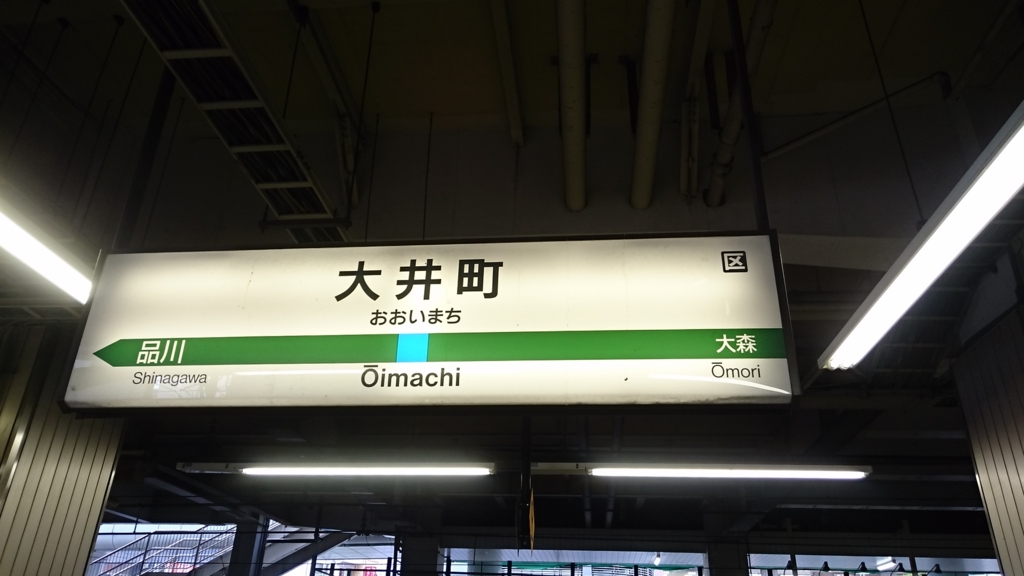 大井町
区
おおいまち
品川
大森
Shinagawa
Ōimachi
Ōmori